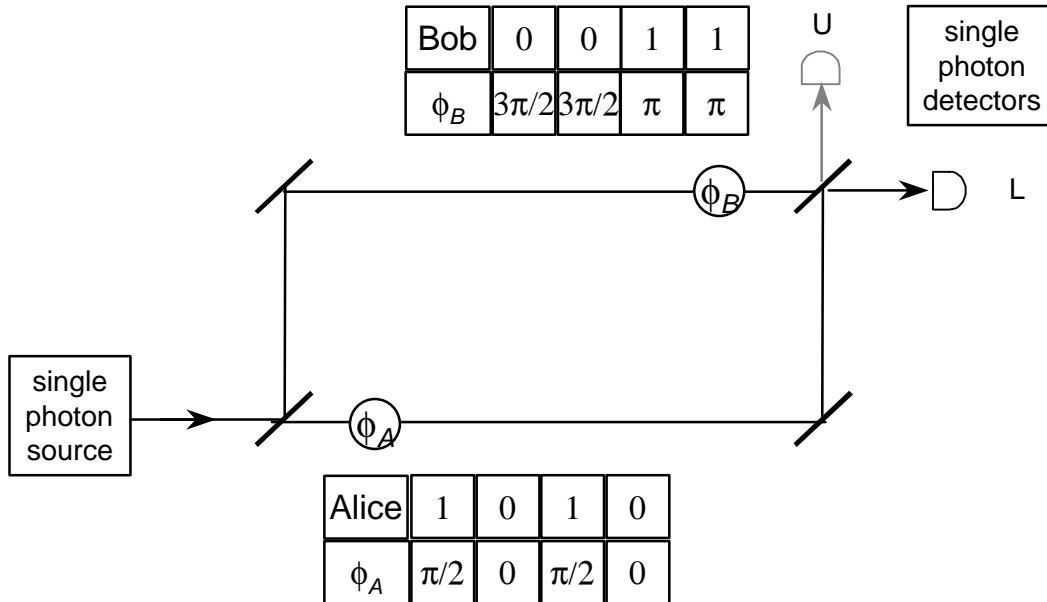 Bob 0 0 1 1
ϕB 3π/2 3π/2 π π
U
single
photon
detectors
ϕB
L
single
photon
source
ϕA
Alice 1 0 1 0
ϕA π/2 0 π/2 0